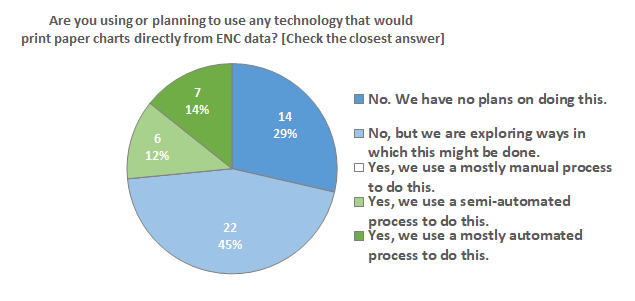 Are you using or planning to use any technology that would
print paper charts directly from ENC data? [Check the closest answer]
7
14%
14
29%
6
12%
22
45%
No. We have no plans on doing this.
No, but we are exploring ways in
which this might be done.
Yes, we use a mostly manual process
to do this.
Yes, we use a semi-automated
process to do this.
Yes, we use a mostly automated
process to do this.